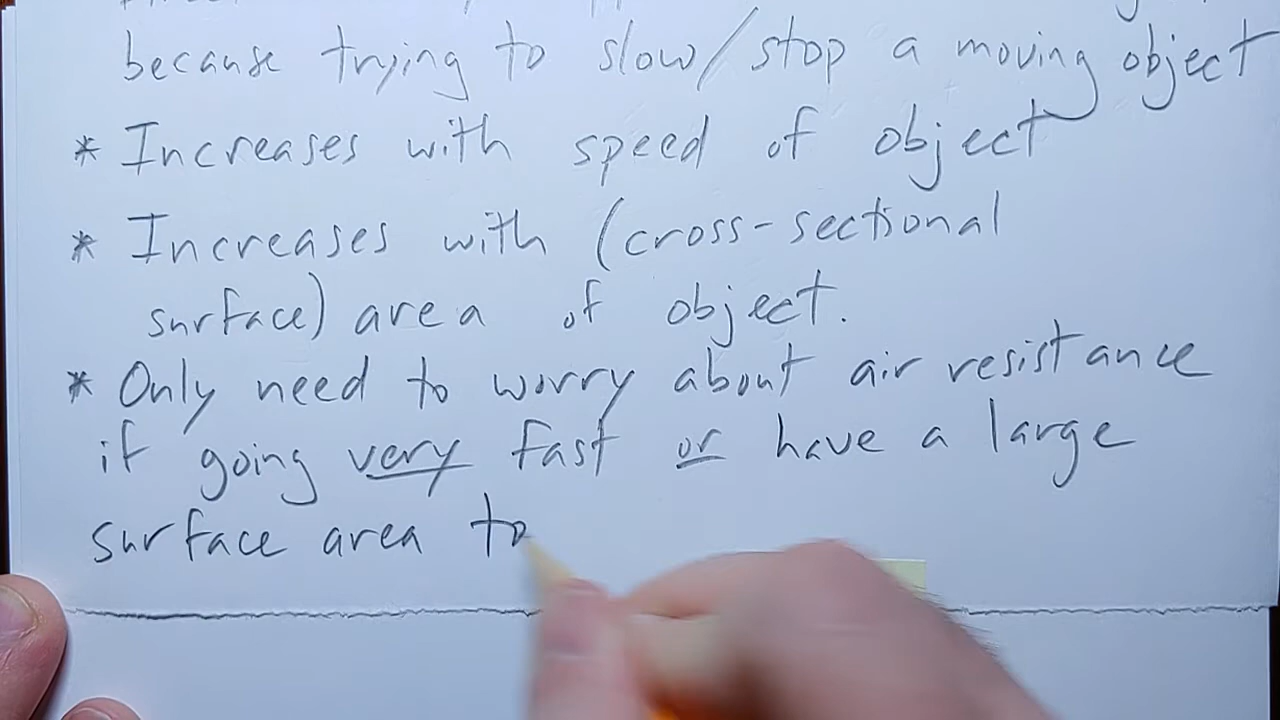 because trying to slow/stop a moving object
* Increases with speed of object
* Increases with (cross-sectional
surface) area of object.
* Only need to worry about air resistance
if going very fast or have a large
surface area to